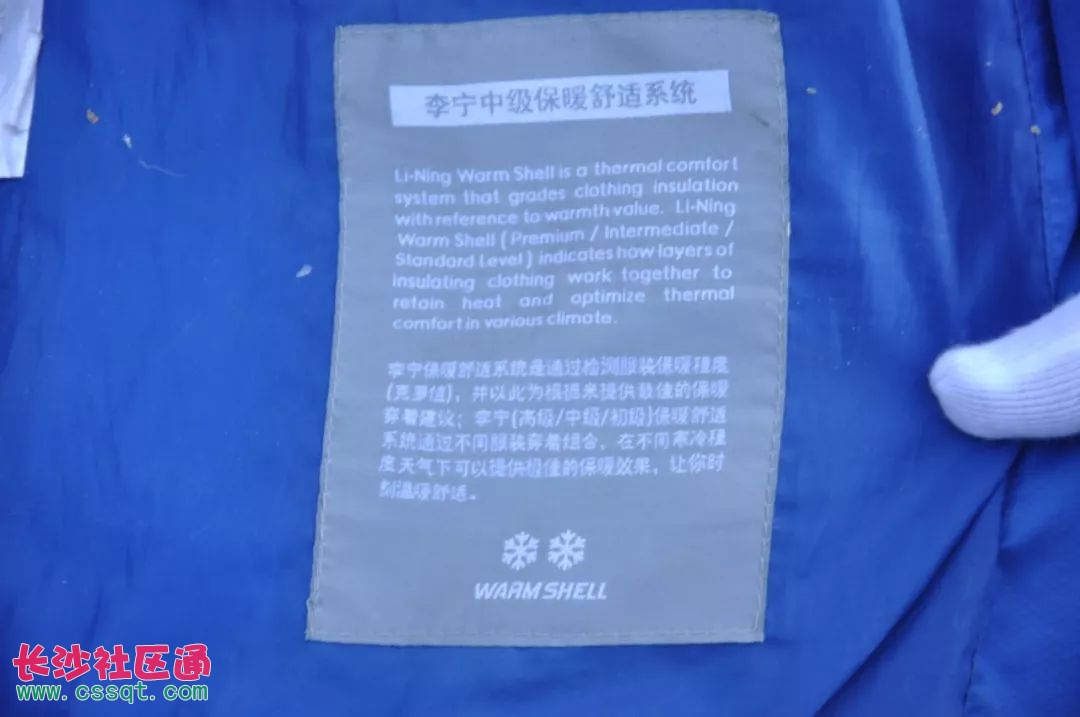 李宁中级保暖舒适系统
Li-Ning Warm Shell is a thermal comfort
system that grades clothing insulation
with reference to warmth value. Li-Ning
Warm Shell (Premium / Intermediate /
Standard Level) indicates how layers of
insulating clothing work together to
retain heat and optimize thermal
comfort in various climate.
李宁保暖舒适系统是通过检测服装保暖程度
(克罗值)，并以此为根据来提供最佳的保暖
穿着建议；李宁(高级/中级/初级)保暖舒适
系统通过不同服装穿着组合，在不同寒冷程
度天气下可以提供极佳的保暖效果，让你时
刻温暖舒适。
WARM SHELL
长沙社区通
www.cssqt.com